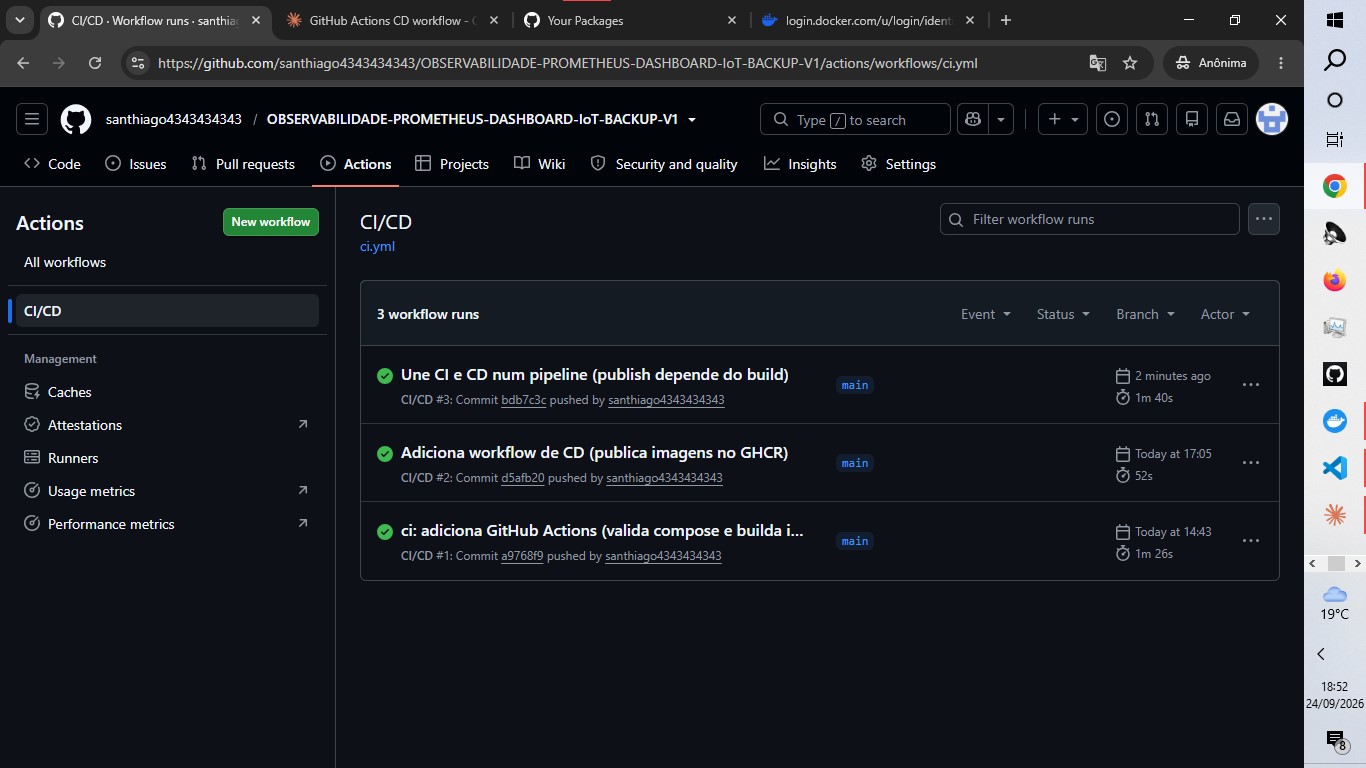 CI/CD · Workflow runs · santhia
GitHub Actions CD workflow - C
Your Packages
login.docker.com/u/login/ident
https://github.com/santhiago4343434343/OBSERVABILIDADE-PROMETHEUS-DASHBOARD-IoT-BACKUP-V1/actions/workflows/ci.yml
Anônima
santhiago4343434343 / OBSERVABILIDADE-PROMETHEUS-DASHBOARD-IoT-BACKUP-V1
Type / to search
Code
Issues
Pull requests
Actions
Projects
Wiki
Security and quality
Insights
Settings
Actions
New workflow
All workflows
CI/CD
Management
Caches
Attestations
Runners
Usage metrics
Performance metrics
CI/CD
ci.yml
Filter workflow runs
3 workflow runs
Event
Status
Branch
Actor
Une CI e CD num pipeline (publish depende do build)
CI/CD #3: Commit bdb7c3c pushed by santhiago4343434343
main
2 minutes ago
1m 40s
Adiciona workflow de CD (publica imagens no GHCR)
CI/CD #2: Commit d5afb20 pushed by santhiago4343434343
main
Today at 17:05
52s
ci: adiciona GitHub Actions (valida compose e builda i...
CI/CD #1: Commit a9768f9 pushed by santhiago4343434343
main
Today at 14:43
1m 26s
19°C
18:52
24/09/2026
8